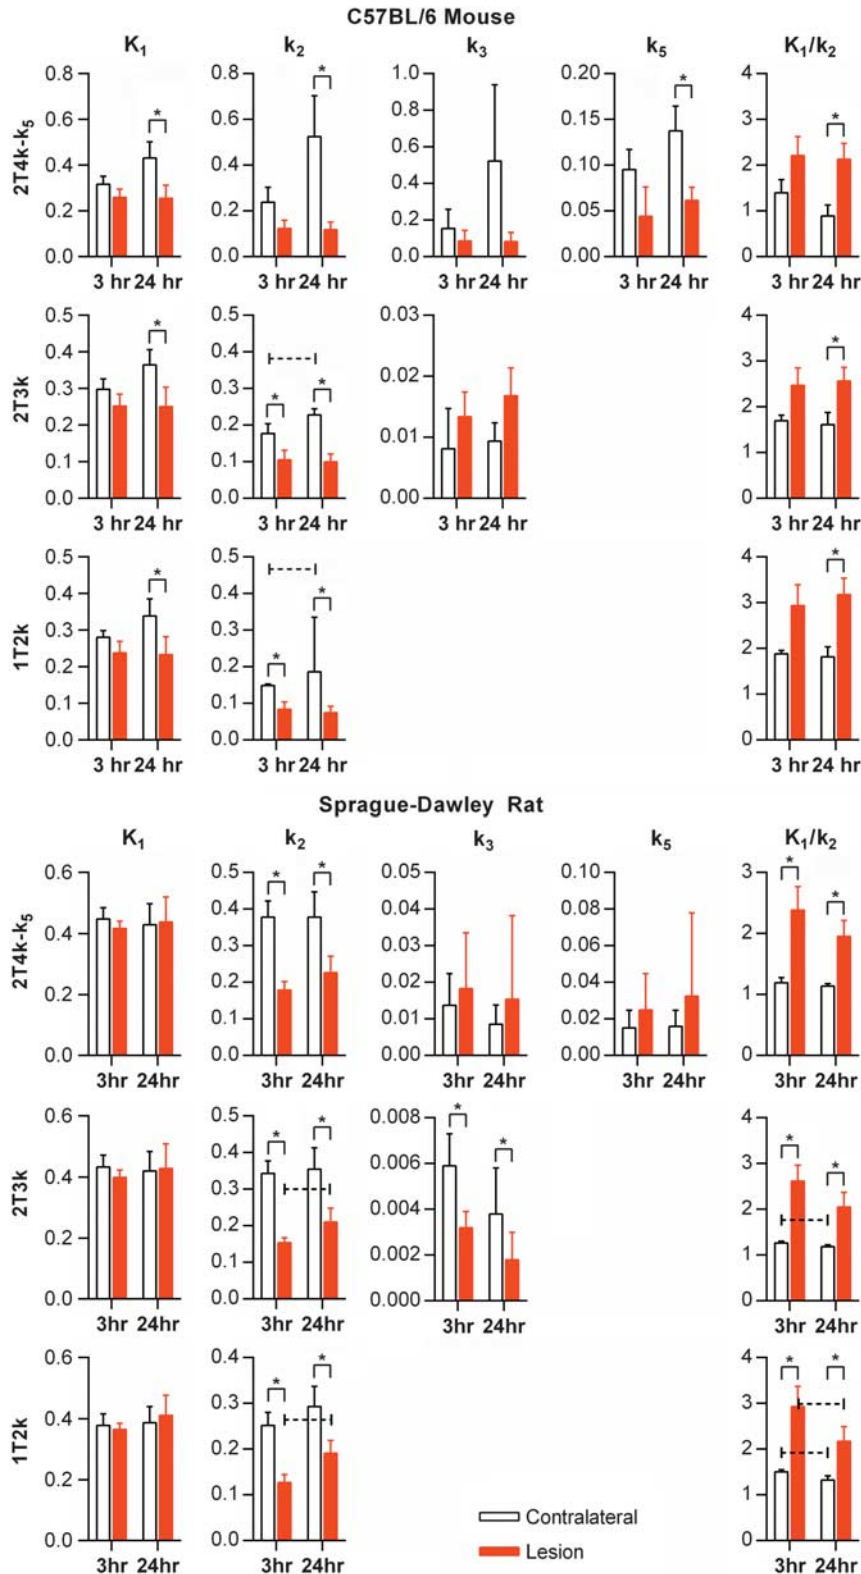 C57BL/6 Mouse
K1 k2 k3 k5 K1/k2
2T4k-k5
0.8 0.8 1.0 0.20 4
0.6 0.6 0.8 0.15 3
0.4 0.4 0.6 0.10 2
0.2 0.2 0.4 0.05 1
0.0 0.0 0.2 0.00 0
0.0
* * * *
3 hr 24 hr 3 hr 24 hr 3 hr 24 hr 3 hr 24 hr 3 hr 24 hr
2T3k
0.5 0.5 0.03 4
0.4 0.4 0.02 3
0.3 0.3 0.01 2
0.2 0.2 0.00 1
0.1 0.1 0
0.0 0.0
* * * *
3 hr 24 hr 3 hr 24 hr 3 hr 24 hr 3 hr 24 hr
1T2k
0.5 0.5 4
0.4 0.4 3
0.3 0.3 2
0.2 0.2 1
0.1 0.1 0
0.0 0.0
* * * *
3 hr 24 hr 3 hr 24 hr 3 hr 24 hr
Sprague-Dawley Rat
K1 k2 k3 k5 K1/k2
2T4k-k5
0.6 0.5 0.05 0.10 3
0.4 0.4 0.04 0.08 2
0.2 0.3 0.03 0.06 1
0.0 0.2 0.02 0.04 0
0.1 0.01 0.02
0.0 0.00 0.00
* * * *
3hr 24hr 3hr 24hr 3hr 24hr 3hr 24hr 3hr 24hr
2T3k
0.6 0.5 0.008 4
0.4 0.4 0.006 3
0.2 0.3 0.004 2
0.0 0.2 0.002 1
0.1 0.000 0
0.0
* * * * * *
3hr 24hr 3hr 24hr 3hr 24hr 3hr 24hr
1T2k
0.6 0.4 4
0.4 0.3 3
0.2 0.2 2
0.0 0.1 1
0.0 0
* * * *
3hr 24hr 3hr 24hr 3hr 24hr
Contralateral
Lesion